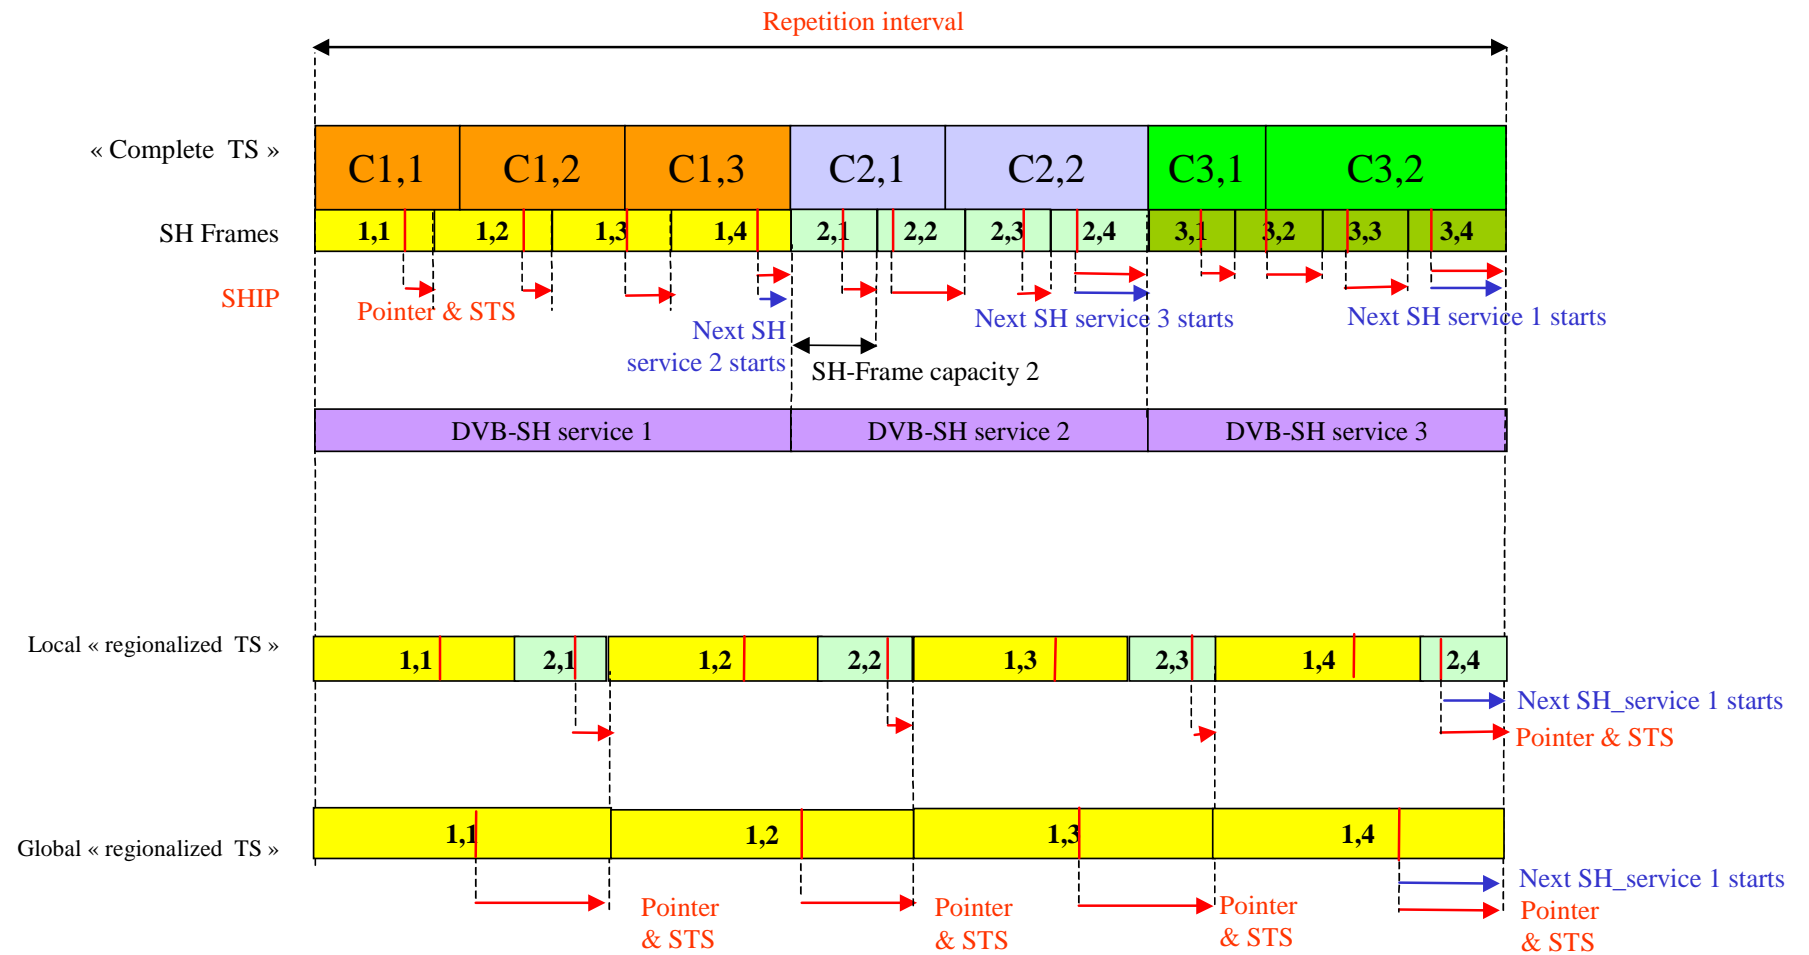 Repetition interval
« Complete TS »
C1,1 C1,2 C1,3 C2,1 C2,2 C3,1 C3,2
SH Frames
1,1 1,2 1,3 1,4 2,1 2,2 2,3 2,4 3,1 3,2 3,3 3,4
SHIP
Pointer & STS
Next SH
service 2 starts
Next SH service 3 starts
Next SH service 1 starts
SH-Frame capacity 2
DVB-SH service 1 DVB-SH service 2 DVB-SH service 3
Local « regionalized TS »
1,1 2,1 1,2 2,2 1,3 2,3 1,4 2,4
Next SH_service 1 starts
Pointer & STS
Global « regionalized TS »
1,1 1,2 1,3 1,4
Next SH_service 1 starts
Pointer
& STS
Pointer
& STS
Pointer
& STS
Pointer
& STS